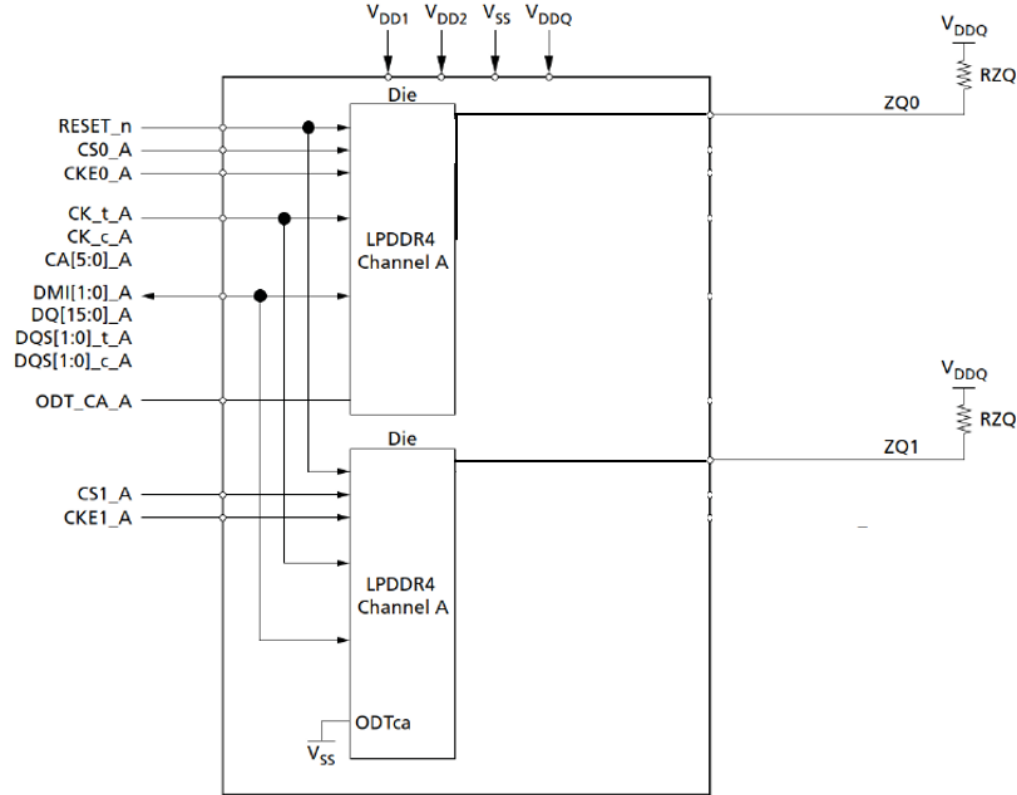 VDD1 VDD2 VSS VDDQ
VDDQ
RZQ
ZQ0
Die
RESET_n
CS0_A
CKE0_A
CK_t_A
CK_c_A
CA[5:0]_A
LPDDR4
Channel A
DMI[1:0]_A
DQ[15:0]_A
DQS[1:0]_t_A
DQS[1:0]_c_A
ODT_CA_A
VDDQ
RZQ
ZQ1
Die
CS1_A
CKE1_A
LPDDR4
Channel A
ODTca
VSS